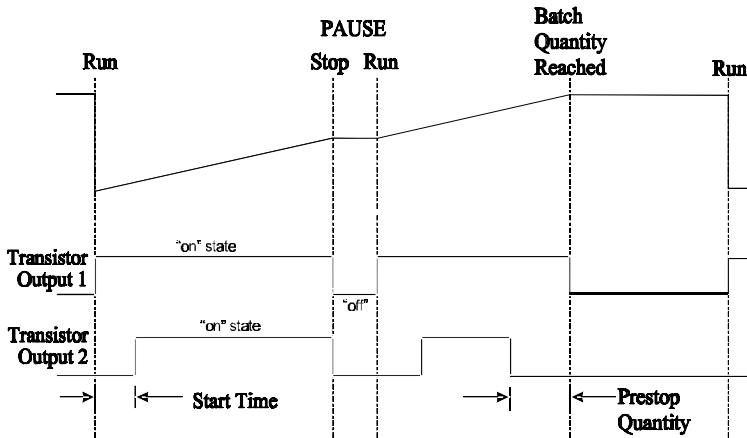 PAUSE
Batch
Quantity
Reached
Run
Stop
Run
Run
Transistor
Output 1
“on” state
“off”
Transistor
Output 2
“on” state
Start Time
Prestop
Quantity